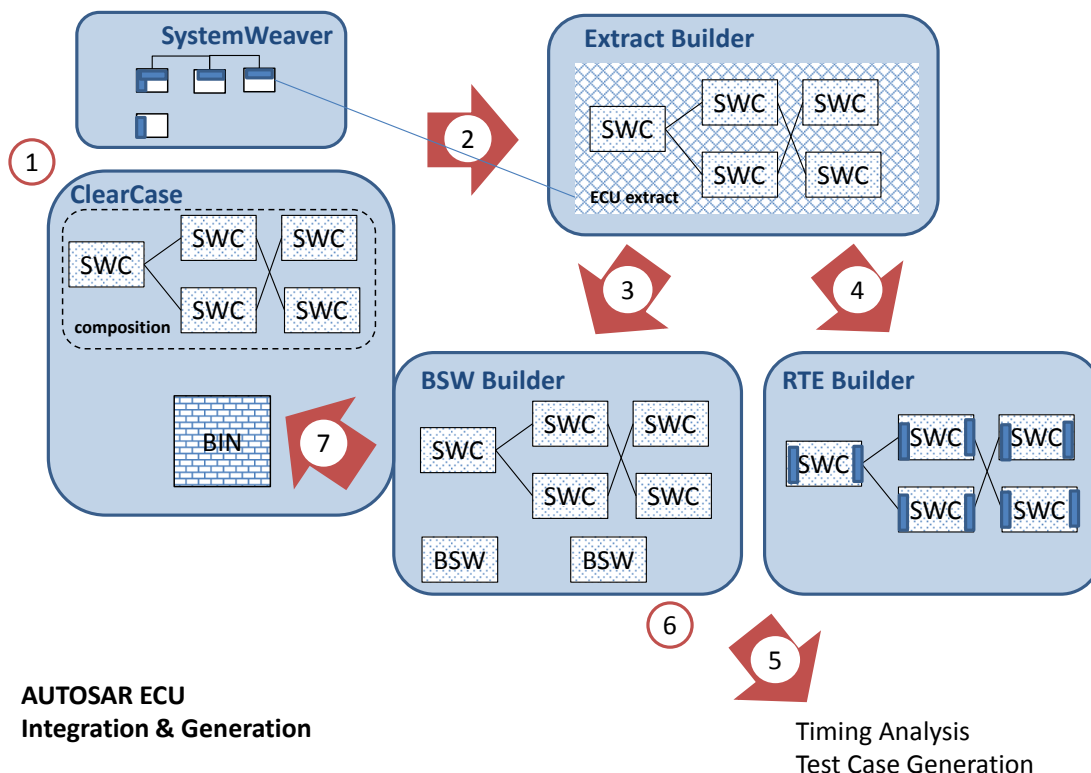 SystemWeaver
1
2
Extract Builder
SWC
SWC
SWC
SWC
SWC
ECU extract
ClearCase
SWC
SWC
SWC
SWC
SWC
composition
BIN
3
4
7
BSW Builder
SWC
SWC
SWC
SWC
SWC
BSW
BSW
RTE Builder
SWC
SWC
SWC
SWC
SWC
6
5
AUTOSAR ECU
Integration & Generation
Timing Analysis
Test Case Generation